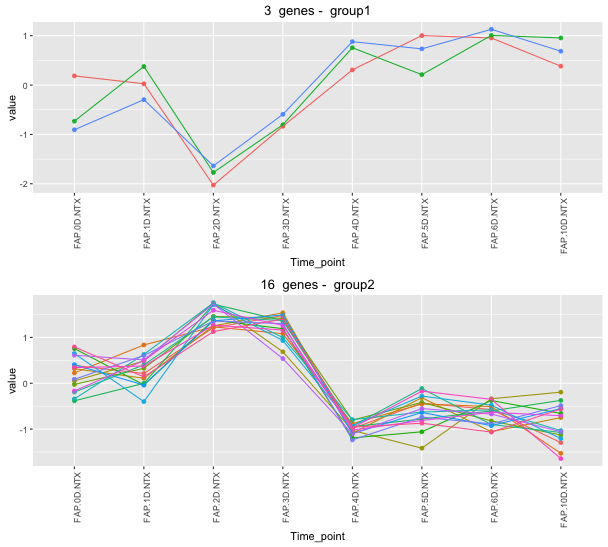 3 genes - group1
value
1
0
-1
-2
FAP.0D.NTX
FAP.1D.NTX
FAP.2D.NTX
FAP.3D.NTX
FAP.4D.NTX
FAP.5D.NTX
FAP.6D.NTX
FAP.10D.NTX
Time_point
16 genes - group2
value
1
0
-1
FAP.0D.NTX
FAP.1D.NTX
FAP.2D.NTX
FAP.3D.NTX
FAP.4D.NTX
FAP.5D.NTX
FAP.6D.NTX
FAP.10D.NTX
Time_point